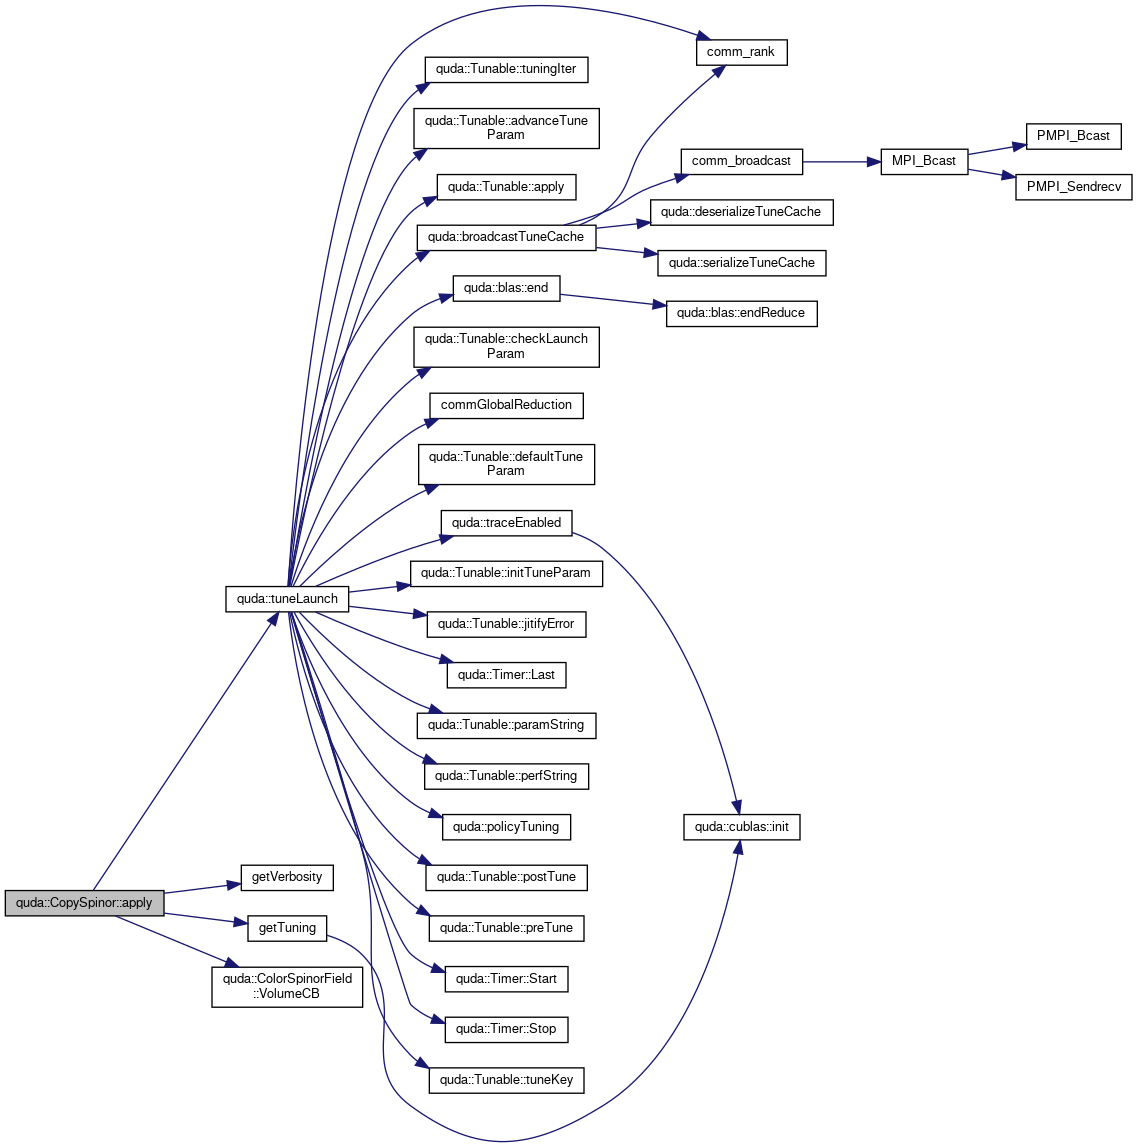 comm_rank
quda::Tunable::tuningIter
quda::Tunable::advanceTune
Param
PMPI_Bcast
comm_broadcast
MPI_Bcast
quda::Tunable::apply
PMPI_Sendrecv
quda::deserializeTuneCache
quda::broadcastTuneCache
quda::serializeTuneCache
quda::blas::end
quda::blas::endReduce
quda::Tunable::checkLaunch
Param
commGlobalReduction
quda::Tunable::defaultTune
Param
quda::traceEnabled
quda::Tunable::initTuneParam
quda::tuneLaunch
quda::Tunable::jitifyError
quda::Timer::Last
quda::Tunable::paramString
quda::Tunable::perfString
quda::policyTuning
quda::cublas::init
quda::Tunable::postTune
getVerbosity
quda::CopySpinor::apply
getTuning
quda::Tunable::preTune
quda::ColorSpinorField
::VolumeCB
quda::Timer::Start
quda::Timer::Stop
quda::Tunable::tuneKey